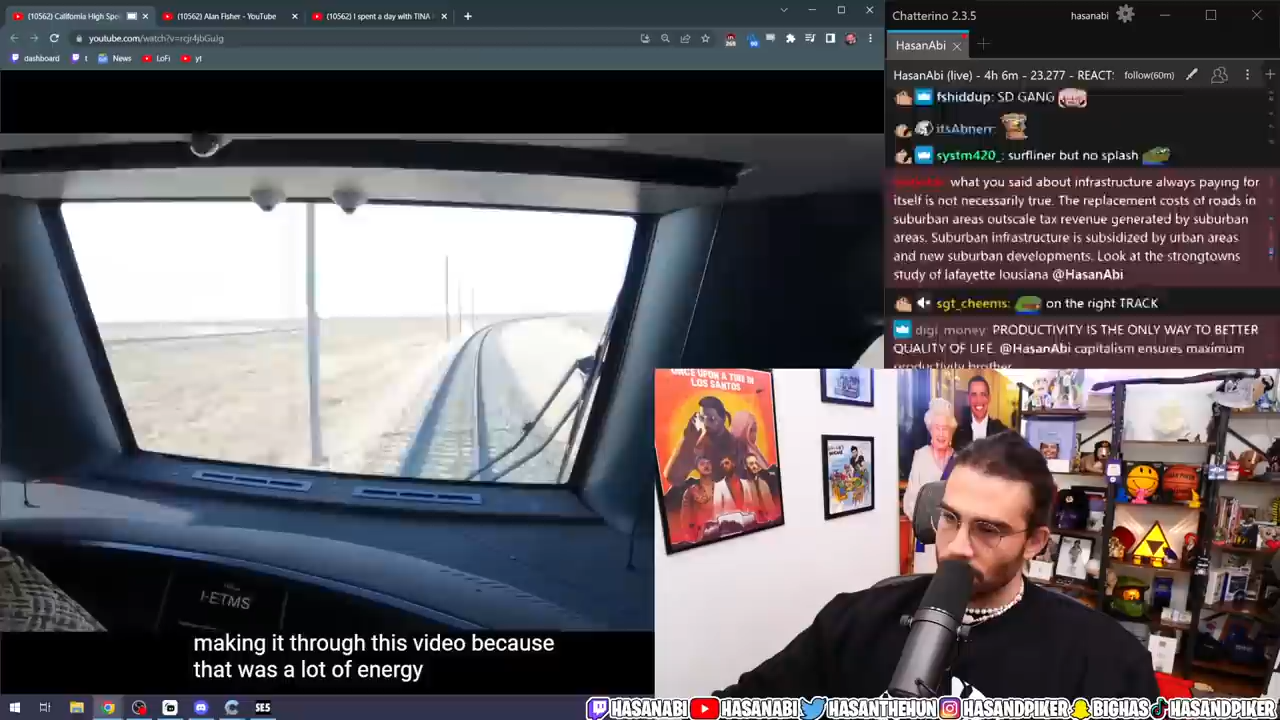 (10562) California High Spe
(10562) Alan Fisher - YouTube
(10562) I spent a day with TINA
youtube.com/watch?v=rcjr4jbGuJg
dashboard
t
News
LoFi
yt
Chatterino 2.3.5
hasanabi
HasanAbi
HasanAbi (live) - 4h 6m - 23.277 - REACT:
follow(60m)
fshiddup: SD GANG
itsAbnerr:
systm420_: surfliner but no splash
what you said about infrastructure always paying for
itself is not necessarily true. The replacement costs of roads in
suburban areas outscale tax revenue generated by suburban
areas. Suburban infrastructure is subsidized by urban areas
and new suburban developments. Look at the strongtowns
study of lafayette lousiana @HasanAbi
sgt_cheems: on the right TRACK
digi_money: PRODUCTIVITY IS THE ONLY WAY TO BETTER
QUALITY OF LIFE. @HasanAbi capitalism ensures maximum
productivity brother
ONCE UPON A TIME IN
LOS SANTOS
I-ETMS
making it through this video because
that was a lot of energy
SE5
HASANABI HASANABI HASANTHEHUN HASANDPIKER BIGHAS HASANDPIKER